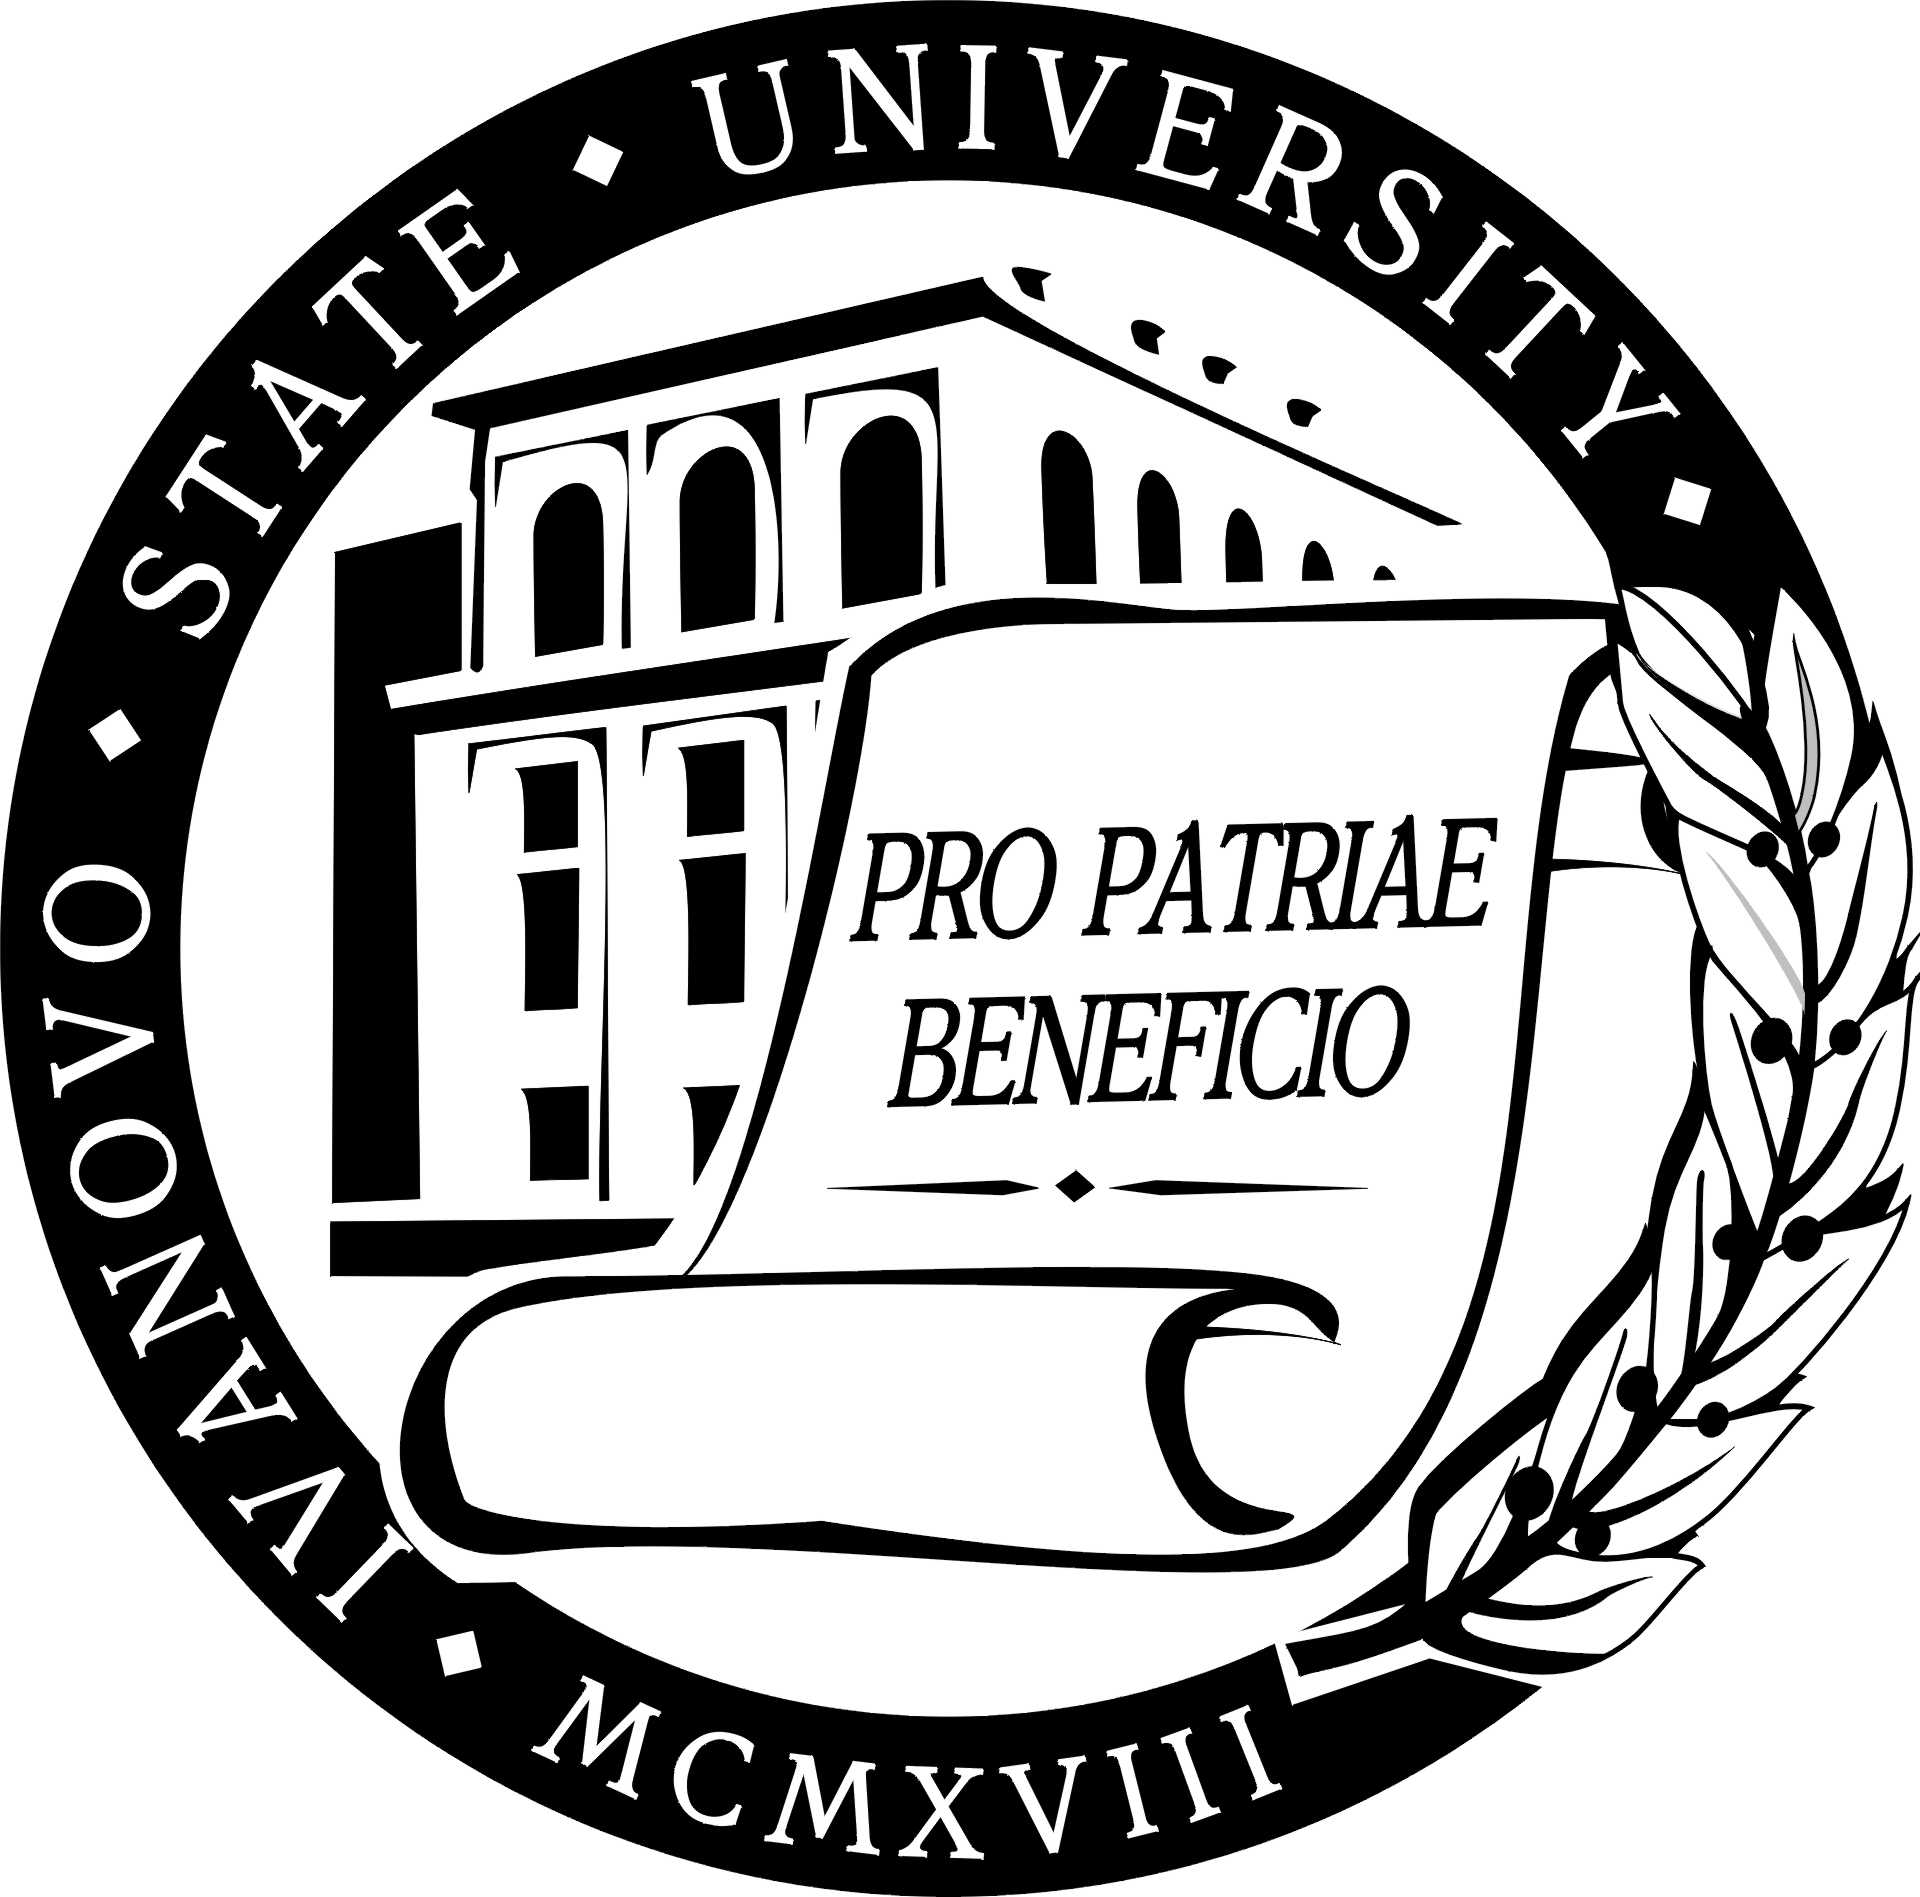 IVANOVO STATE UNIVERSITY
PRO PATRIAE
BENEFICIO
MCMXVIII